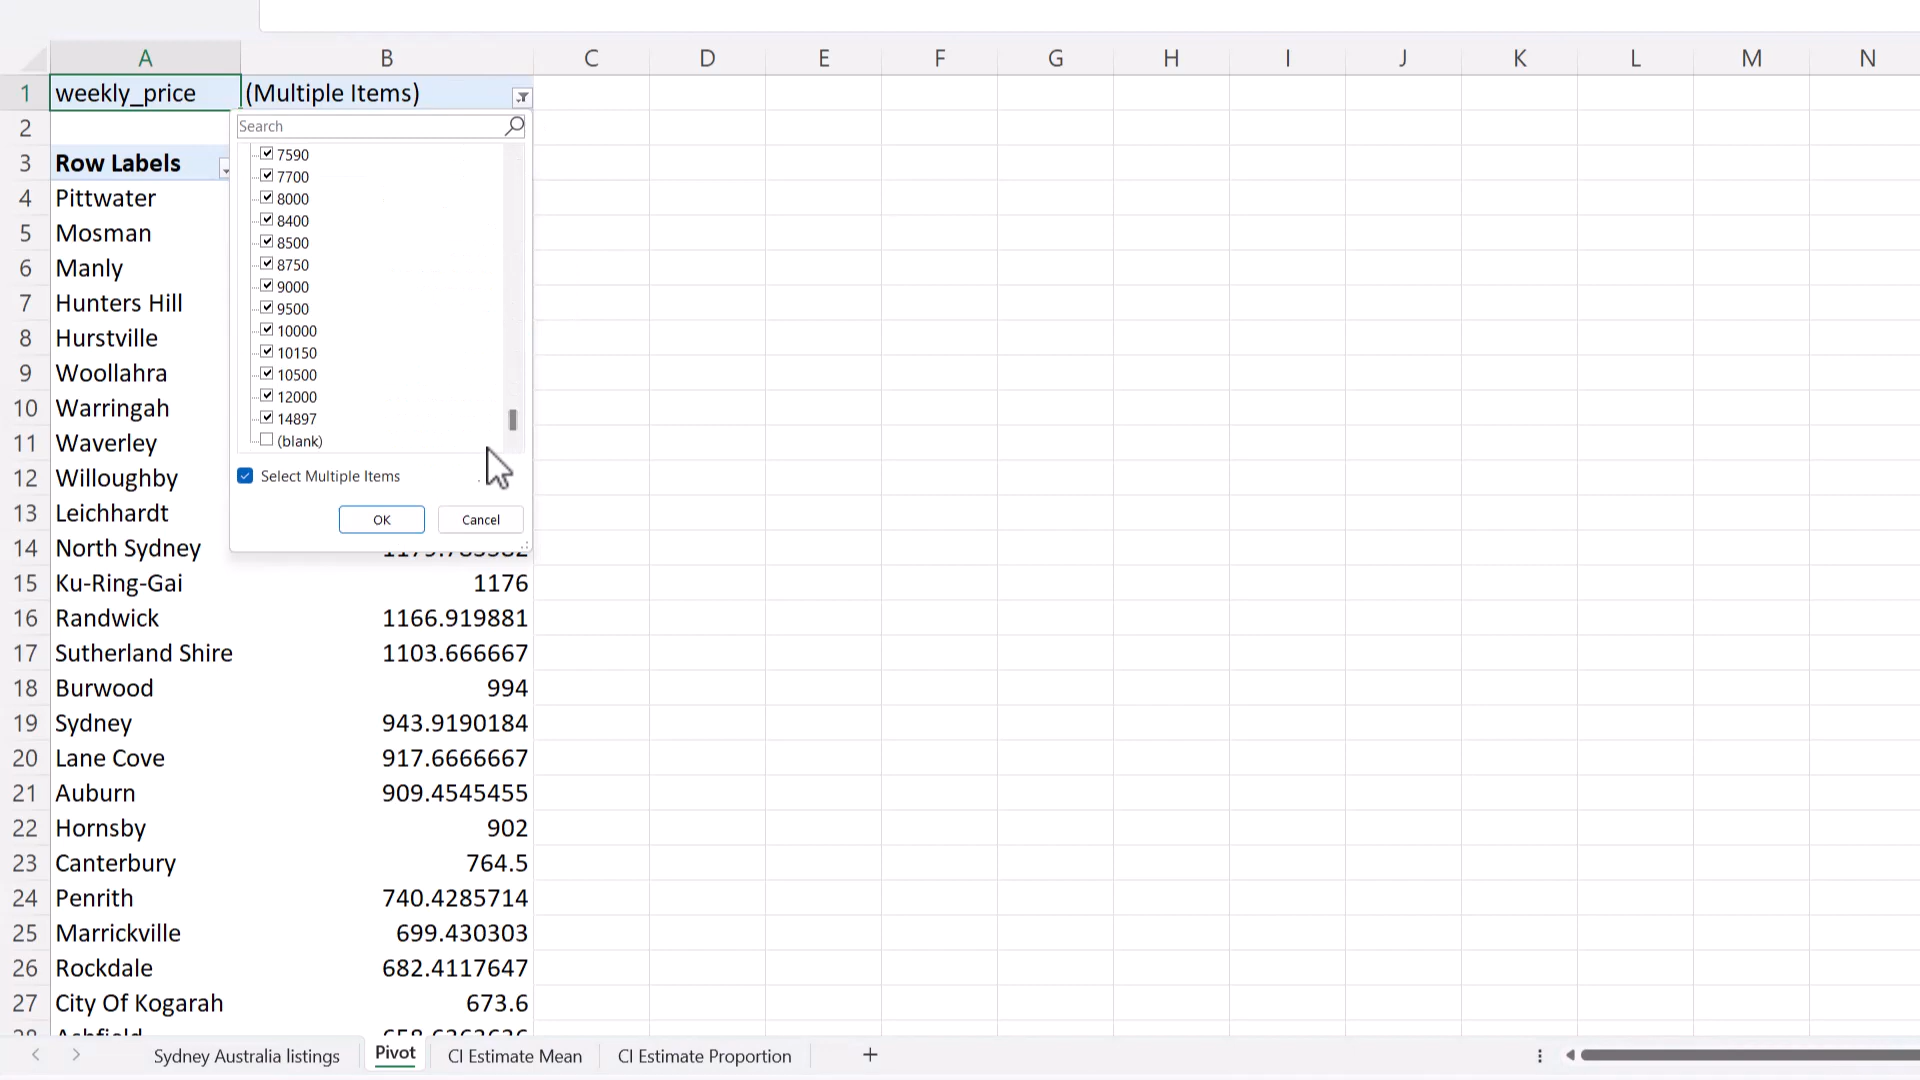 A B C D E F G H I J K L M N
1 weekly_price (Multiple Items)
2 Search
7590
3 Row Labels
7700
4 Pittwater 8000
8400
5 Mosman 8500
8750
6 Manly 9000
7 Hunters Hill 9500
10000
8 Hurstville 10150
9 Woollahra 10500
12000
10 Warringah 14897
11 Waverley (blank)
12 Willoughby Select Multiple Items
13 Leichhardt OK Cancel
14 North Sydney
15 Ku-Ring-Gai 1176
16 Randwick 1166.919881
17 Sutherland Shire 1103.666667
18 Burwood 994
19 Sydney 943.9190184
20 Lane Cove 917.6666667
21 Auburn 909.4545455
22 Hornsby 902
23 Canterbury 764.5
24 Penrith 740.4285714
25 Marrickville 699.430303
26 Rockdale 682.4117647
27 City Of Kogarah 673.6
Sydney Australia listings Pivot CI Estimate Mean CI Estimate Proportion +